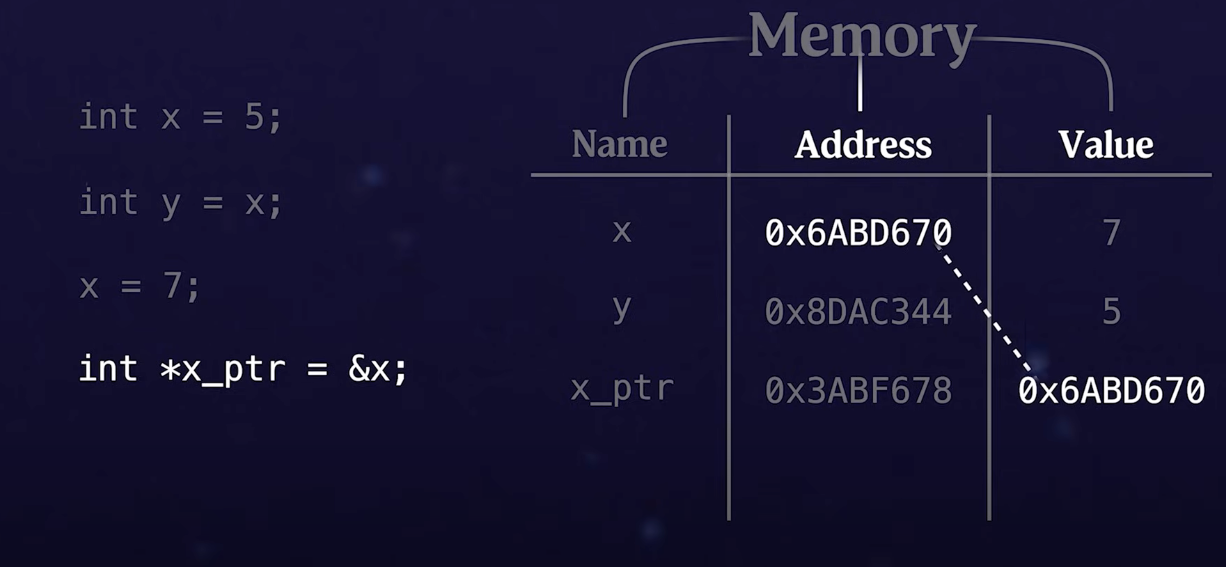 Memory
int x = 5;
int y = x;
x = 7;
int *x_ptr = &x;
Name Address Value
x 0x6ABD670 7
y 0x8DAC344 5
x_ptr 0x3ABF678 0x6ABD670